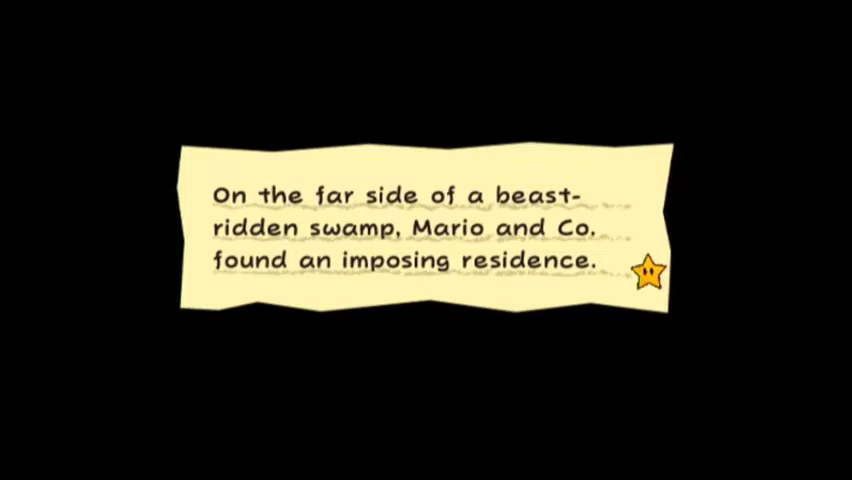 On the far side of a beast-
ridden swamp, Mario and Co.
found an imposing residence.